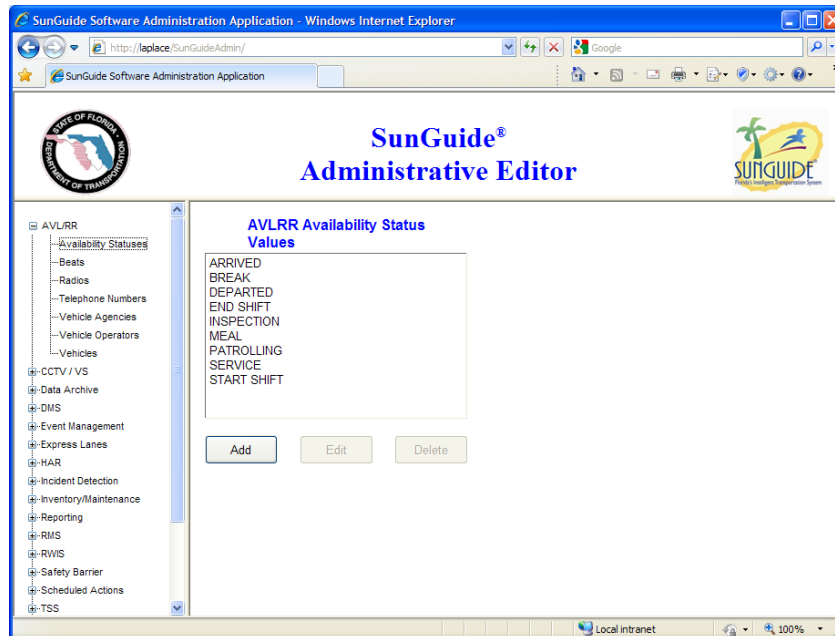 SunGuide Software Administration Application - Windows Internet Explorer
http://laplace/SunGuideAdmin/
Google
SunGuide Software Administration Application
STATE OF FLORIDA
DEPARTMENT OF TRANSPORTATION
SunGuide®
Administrative Editor
SUNGUIDE®
Florida's Intelligent Transportation System
AVL/RR
Availability Statuses
Beats
Radios
Telephone Numbers
Vehicle Agencies
Vehicle Operators
Vehicles
CCTV / VS
Data Archive
DMS
Event Management
Express Lanes
HAR
Incident Detection
Inventory/Maintenance
Reporting
RMS
RWIS
Safety Barrier
Scheduled Actions
TSS
AVLRR Availability Status
Values
ARRIVED
BREAK
DEPARTED
END SHIFT
INSPECTION
MEAL
PATROLLING
SERVICE
START SHIFT
Add
Edit
Delete
Local intranet
100%